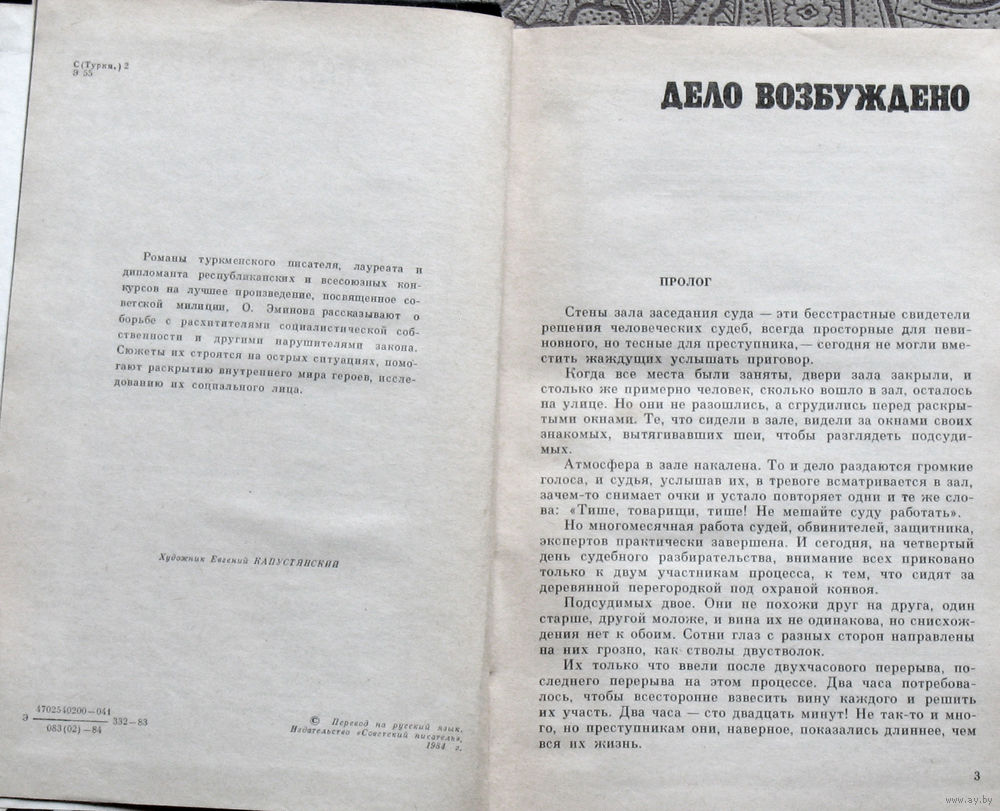 С(Туркм.) 2
Э 55
Романы туркменского писателя, лауреата и
дипломанта республиканских и всесоюзных кон-
курсов на лучшее произведение, посвященное со-
ветской милиции, О. Эминова рассказывают о
борьбе с расхитителями социалистической соб-
ственности и другими нарушителями закона.
Сюжеты их строятся на острых ситуациях, помо-
гают раскрытию внутреннего мира героев, иссле-
дованию их социального лица.
Художник Евгений КАПУСТЯНСКИЙ
Э 4702540200—041
083(02)—84 332—83
© Перевод на русский язык.
Издательство «Советский писатель»,
1984 г.
ДЕЛО ВОЗБУЖДЕНО
ПРОЛОГ
Стены зала заседания суда — эти бесстрастные свидетели
решения человеческих судеб, всегда просторные для неви-
новного, но тесные для преступника,— сегодня не могли вме-
стить жаждущих услышать приговор.
Когда все места были заняты, двери зала закрыли, и
столько же примерно человек, сколько вошло в зал, осталось
на улице. Но они не разошлись, а сгрудились перед раскры-
тыми окнами. Те, что сидели в зале, видели за окнами своих
знакомых, вытягивавших шеи, чтобы разглядеть подсуди-
мых.
Атмосфера в зале накалена. То и дело раздаются громкие
голоса, и судья, услышав их, в тревоге всматривается в зал,
зачем-то снимает очки и устало повторяет одни и те же сло-
ва: «Тише, товарищи, тише! Не мешайте суду работать».
Но многомесячная работа судей, обвинителей, защитника,
экспертов практически завершена. И сегодня, на четвертый
день судебного разбирательства, внимание всех приковано
только к двум участникам процесса, к тем, что сидят за
деревянной перегородкой под охраной конвоя.
Подсудимых двое. Они не похожи друг на друга, один
старше, другой моложе, и вина их не одинакова, но снисхож-
дения нет к обоим. Сотни глаз с разных сторон направлены
на них грозно, как стволы двустволок.
Их только что ввели после двухчасового перерыва, по-
следнего перерыва на этом процессе. Два часа потребова-
лось, чтобы всесторонне взвесить вину каждого и решить
их участь. Два часа — сто двадцать минут! Не так-то и мно-
го, но преступникам они, наверное, показались длиннее, чем
вся их жизнь.
3
www.ay.by